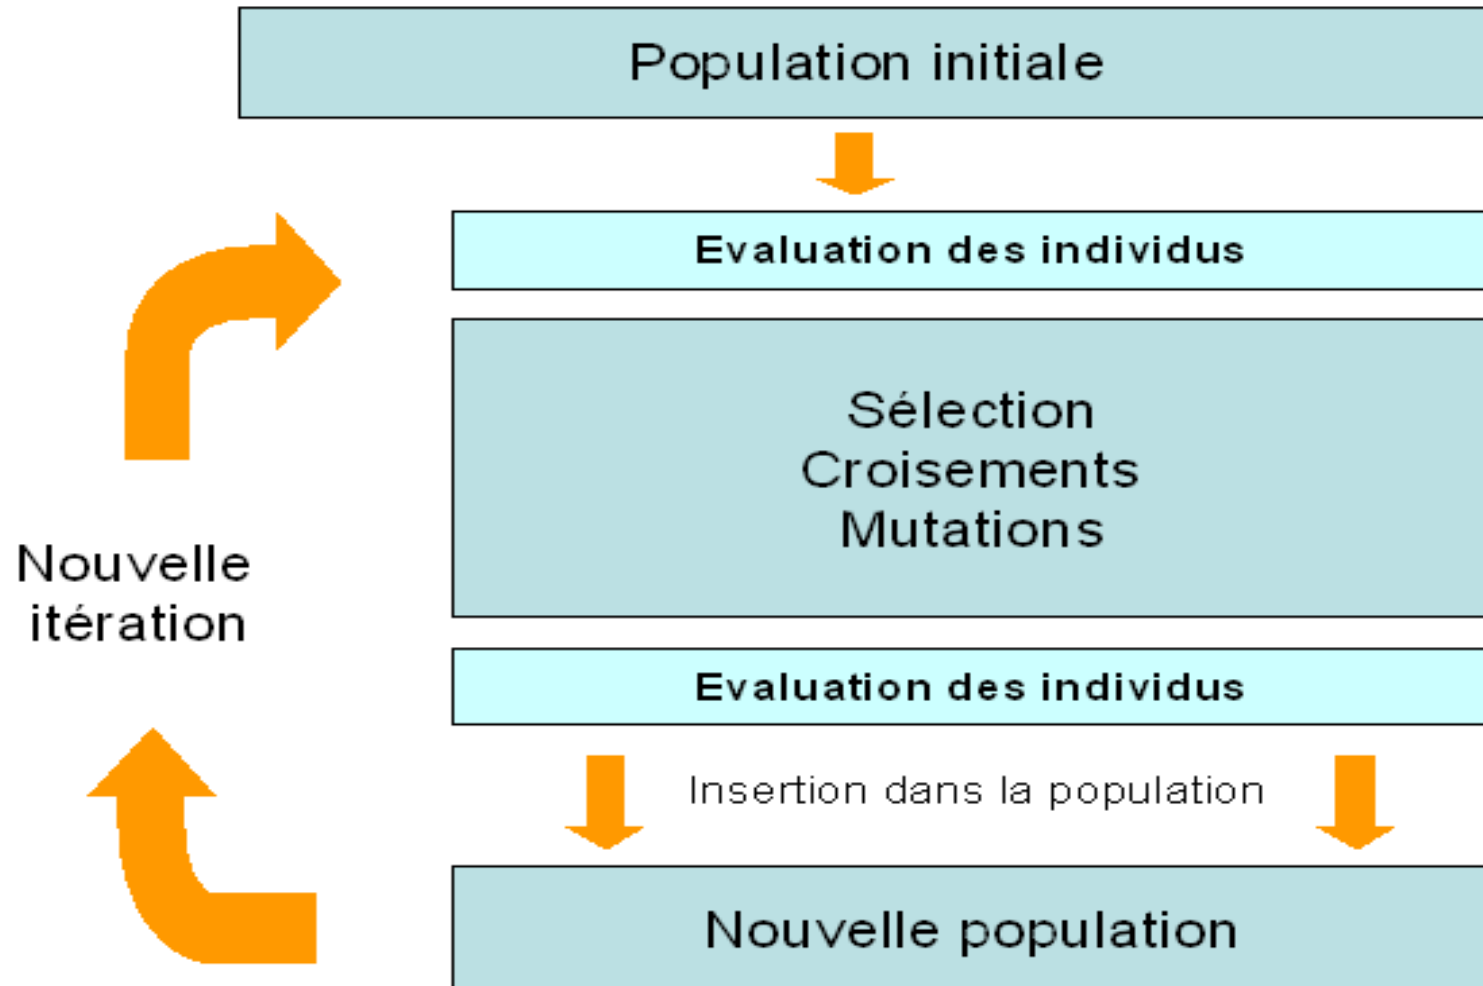 Population initiale
Evaluation des individus
Sélection
Croisements
Mutations
Nouvelle
itération
Evaluation des individus
Insertion dans la population
Nouvelle population